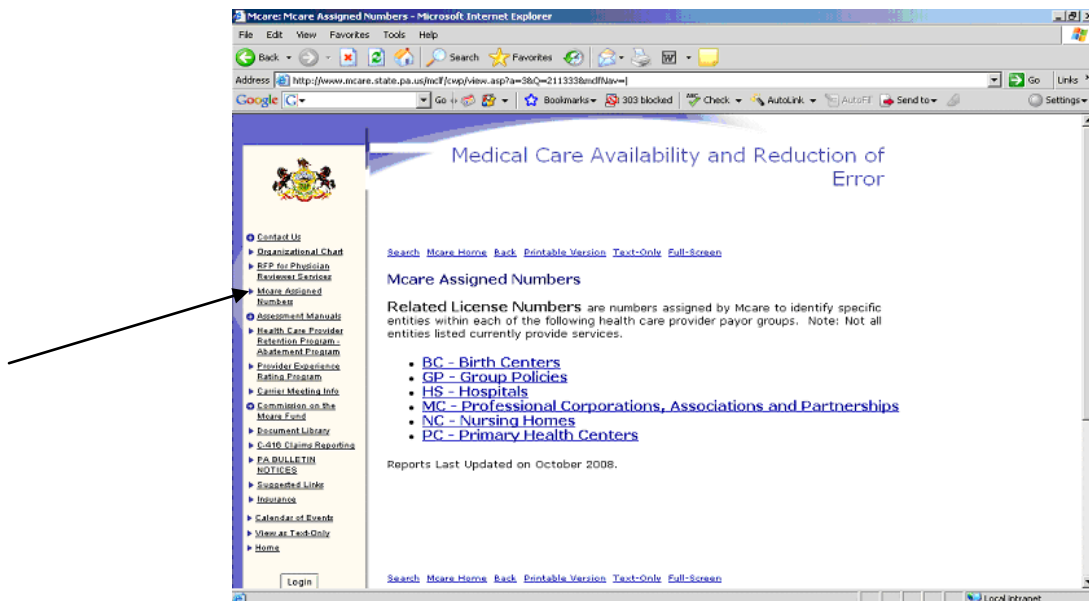 Mcare: Mcare Assigned Numbers - Microsoft Internet Explorer
File Edit View Favorites Tools Help
Back Search Favorites
Address http://www.mcare.state.pa.us/mclf/cwp/view.asp?a=3&Q=211333&mclfNav=| Go Links
Google Go Bookmarks 303 blocked Check AutoLink AutoFill Send to Settings
Medical Care Availability and Reduction of
Error
Contact Us
Organizational Chart
RFP for Physician
Reviewer Services
Mcare Assigned
Numbers
Assessment Manuals
Health Care Provider
Retention Program -
Abatement Program
Provider Experience
Rating Program
Carrier Meeting Info
Commission on the
Mcare Fund
Document Library
C-416 Claims Reporting
PA BULLETIN
NOTICES
Suggested Links
Insurance
Calendar of Events
View as Text-Only
Home
Login
Search Mcare Home Back Printable Version Text-Only Full-Screen
Mcare Assigned Numbers
Related License Numbers are numbers assigned by Mcare to identify specific
entities within each of the following health care provider payor groups. Note: Not all
entities listed currently provide services.
• BC - Birth Centers
• GP - Group Policies
• HS - Hospitals
• MC - Professional Corporations, Associations and Partnerships
• NC - Nursing Homes
• PC - Primary Health Centers
Reports Last Updated on October 2008.
Search Mcare Home Back Printable Version Text-Only Full-Screen
Local intranet